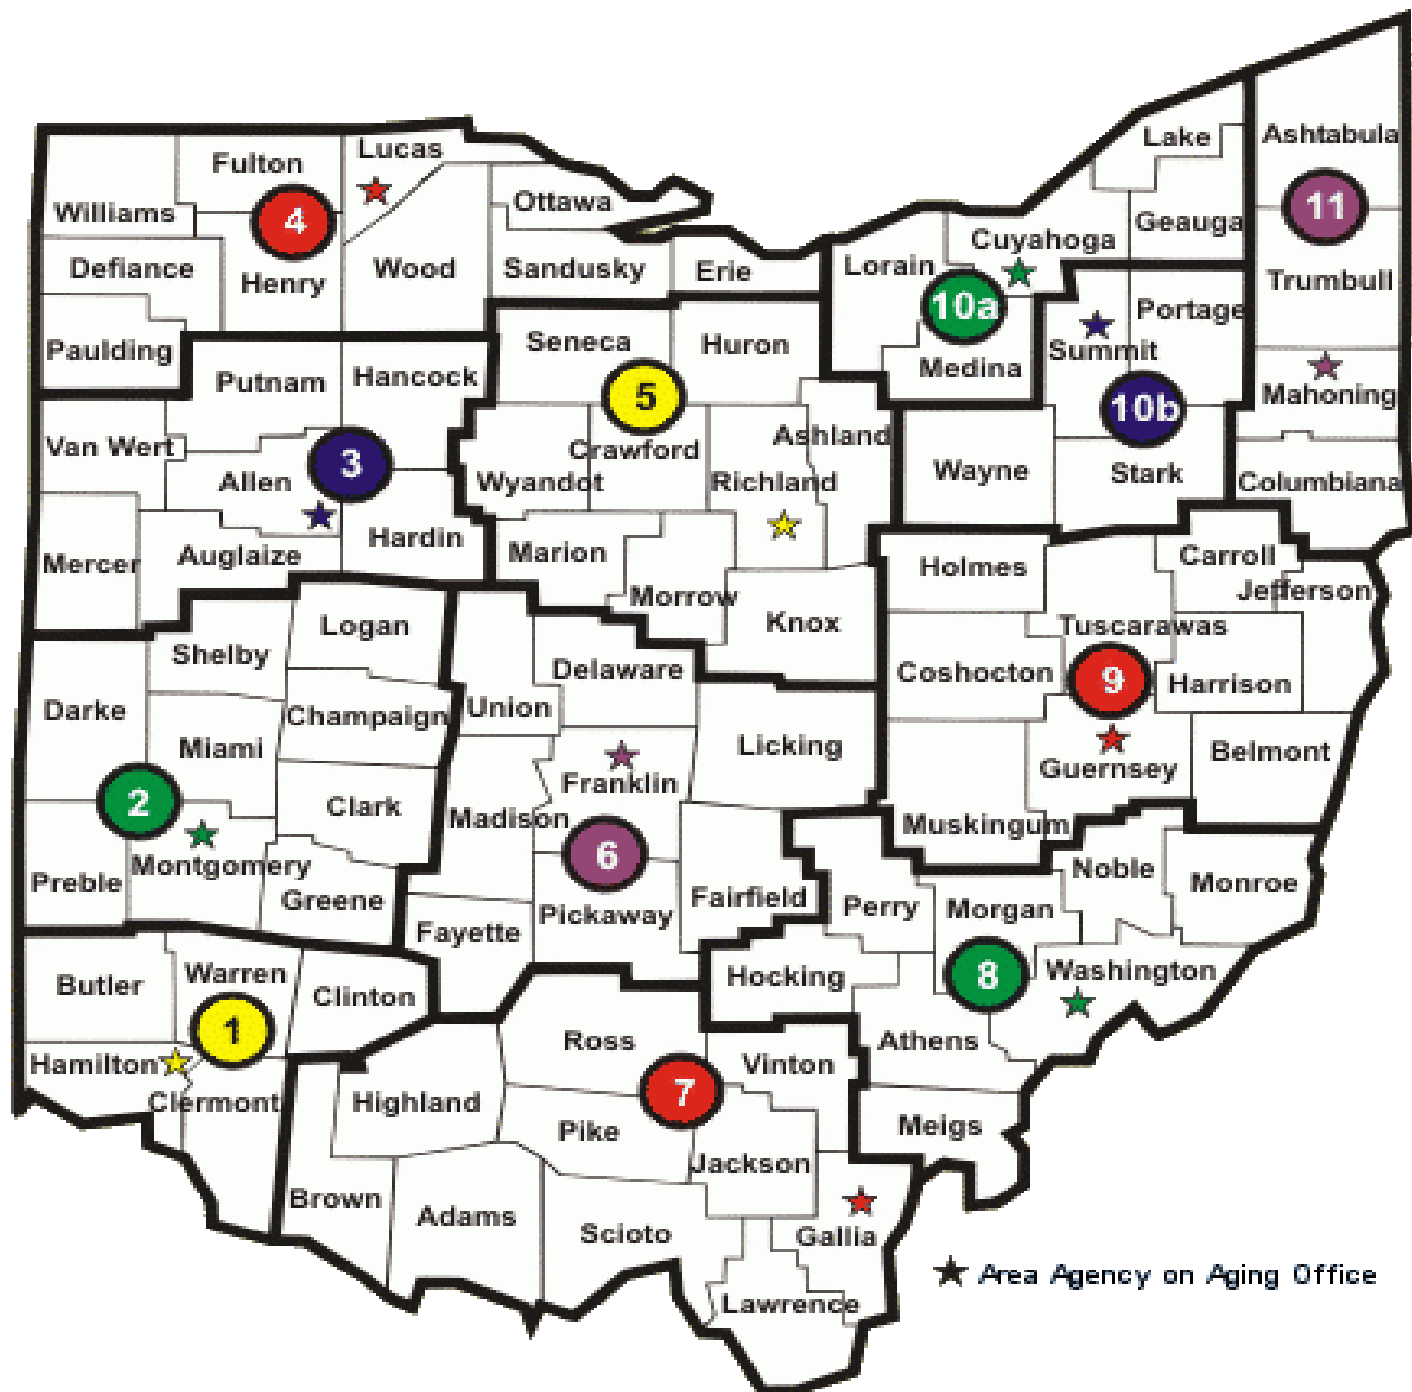 Lake
Ashtabula
Fulton
Lucas
11
Ottawa
Williams
4
Geauga
Cuyahoga
Defiance
Henry
Wood
Sandusky
Erie
Lorain
Trumbull
10a
Portage
Paulding
Seneca
Huron
Summit
Putnam
Hancock
Medina
5
Mahoning
10b
Van Wert
Ashland
Crawford
3
Allen
Wyandot
Richland
Wayne
Stark
Columbiana
Mercer
Auglaize
Hardin
Marion
Holmes
Carroll
Jefferson
Morrow
Logan
Knox
Tuscarawas
Shelby
Delaware
Coshocton
9
Harrison
Darke
Champaign
Union
Miami
Licking
Belmont
Franklin
Guernsey
2
Clark
Madison
Muskingum
6
Montgomery
Noble
Preble
Greene
Fairfield
Monroe
Pickaway
Perry
Morgan
Fayette
Warren
Hocking
8
Washington
Butler
Clinton
1
Ross
Athens
Hamilton
Vinton
7
Clermont
Highland
Pike
Meigs
Jackson
Brown
Adams
Scioto
Gallia
Area Agency on Aging Office
Lawrence